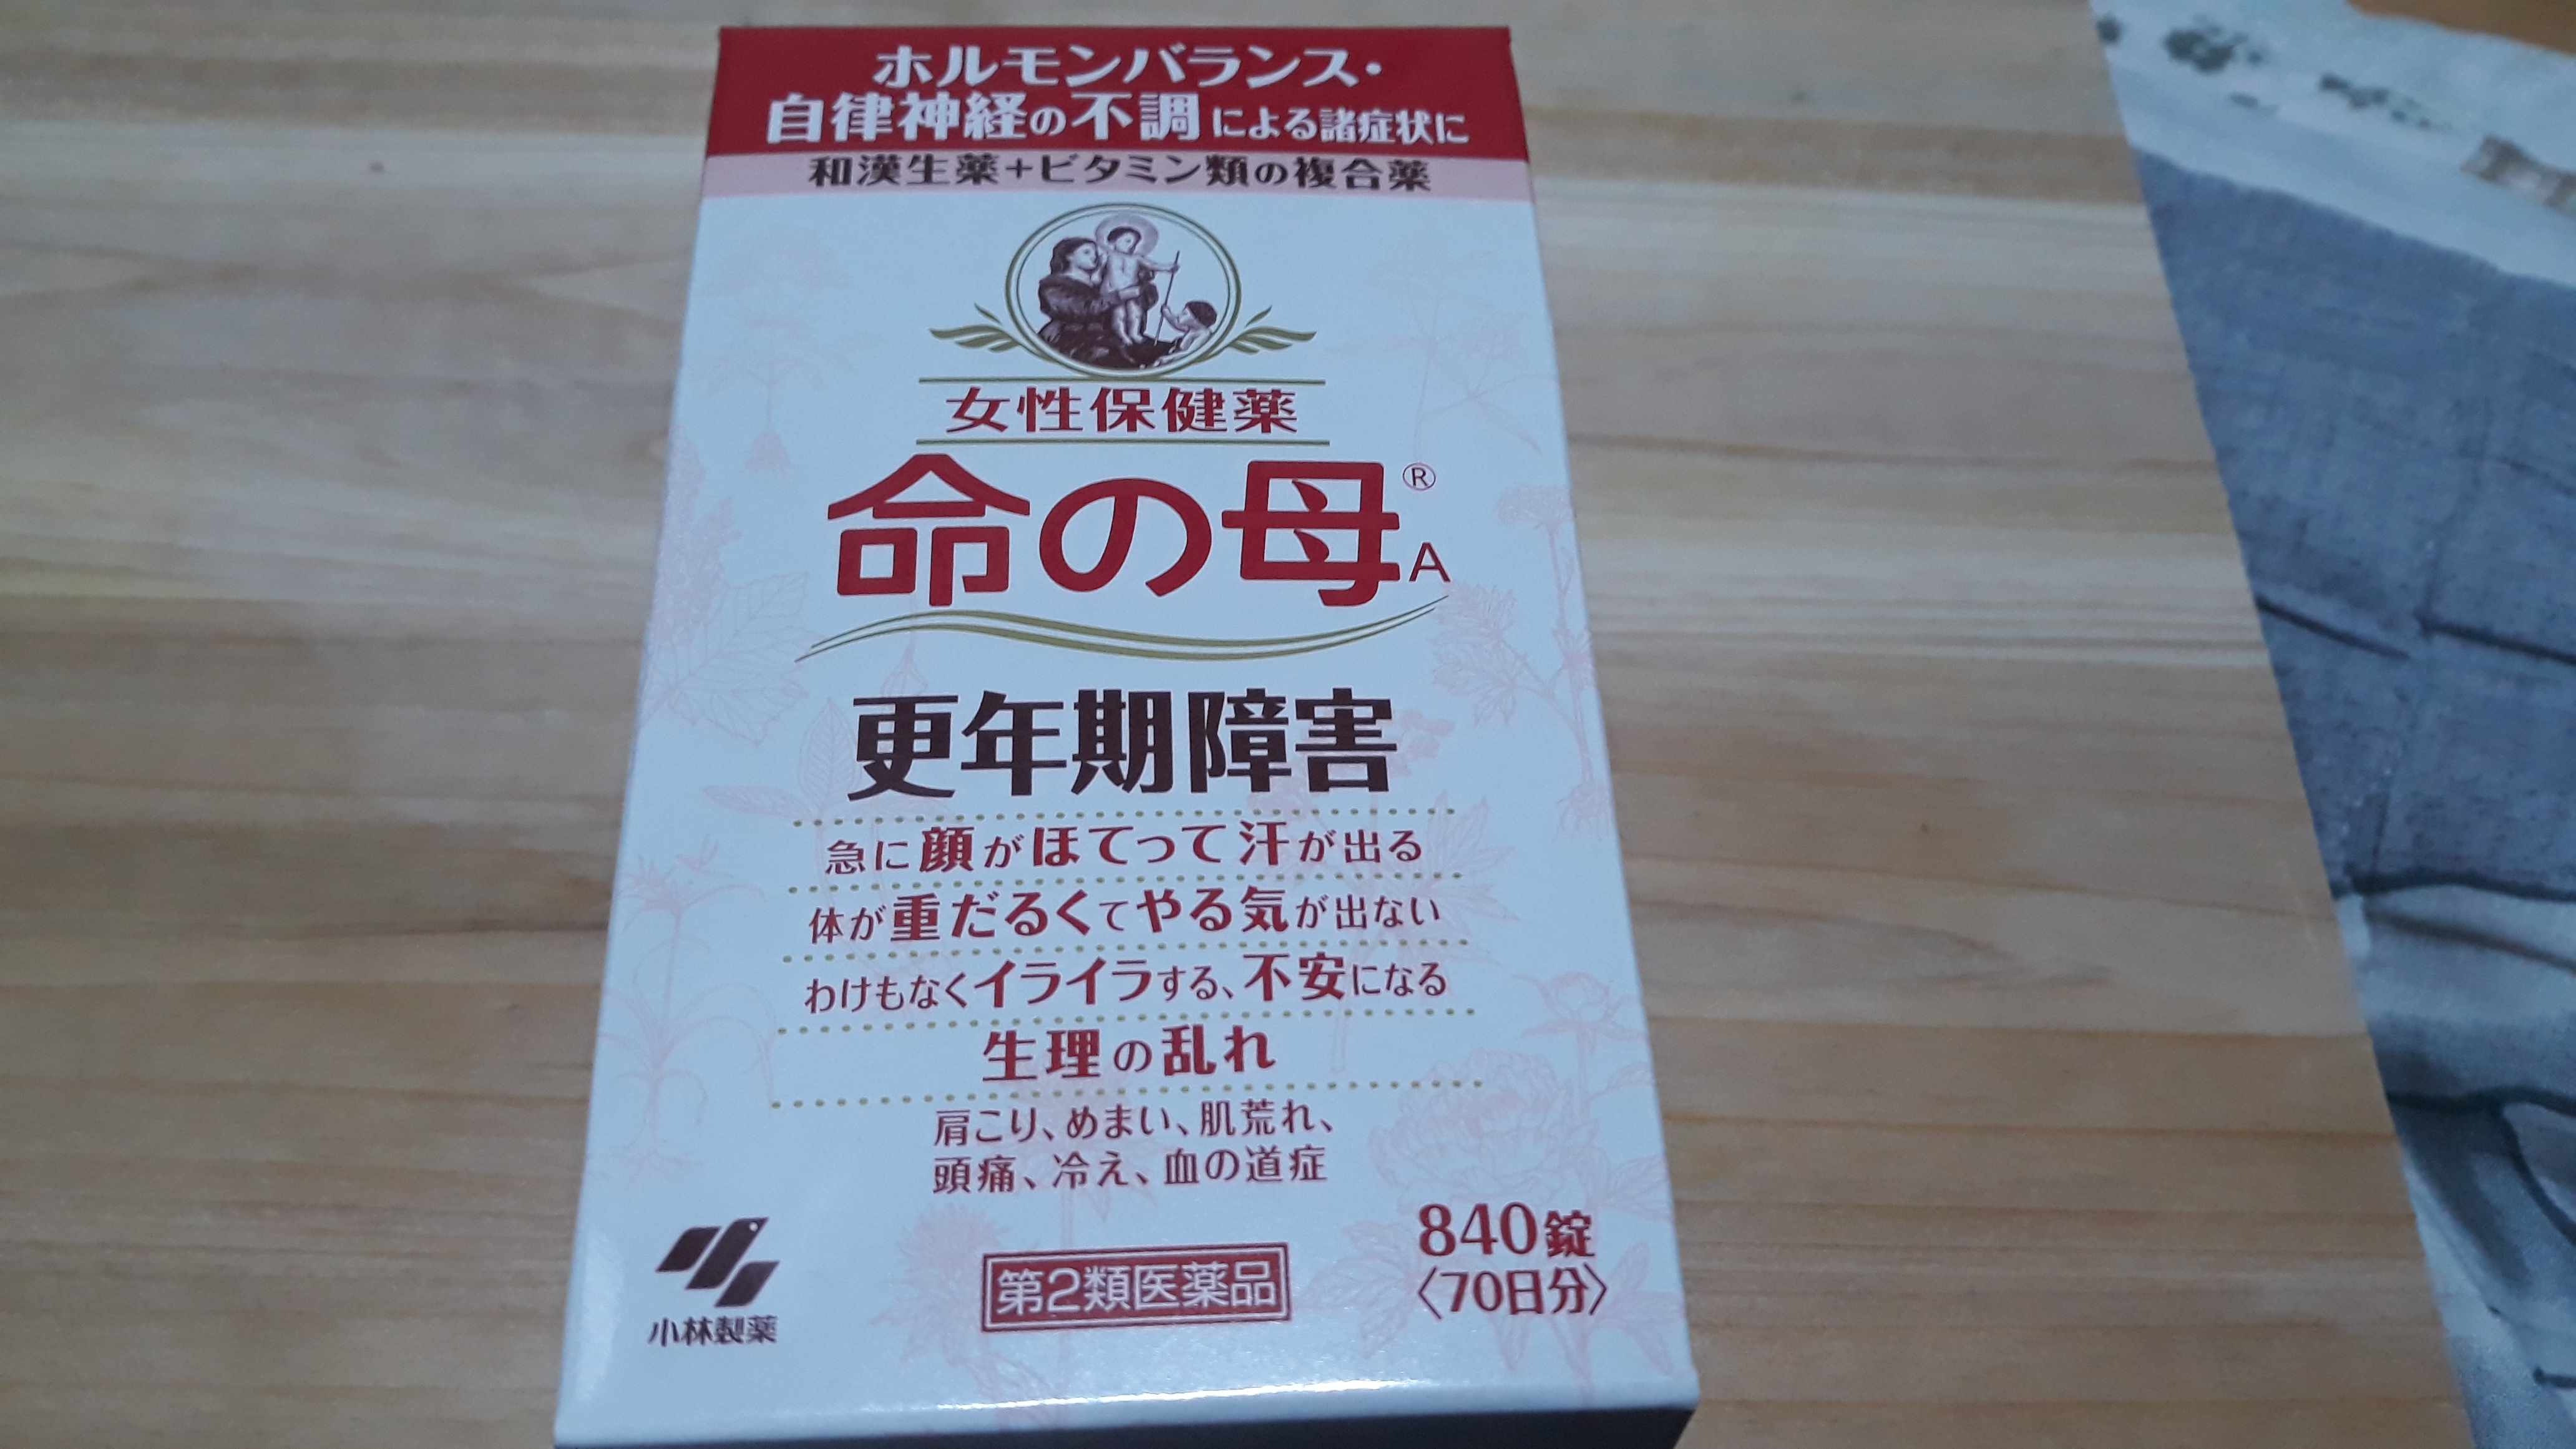 ホルモンバランス・
自律神経の不調による諸症状に
和漢生薬+ビタミン類の複合薬
女性保健薬
命の母®A
更年期障害
急に顔がほてって汗が出る
体が重だるくてやる気が出ない
わけもなくイライラする、不安になる
生理の乱れ
肩こり、めまい、肌荒れ、
頭痛、冷え、血の道症
840錠
〈70日分〉
第2類医薬品
小林製薬